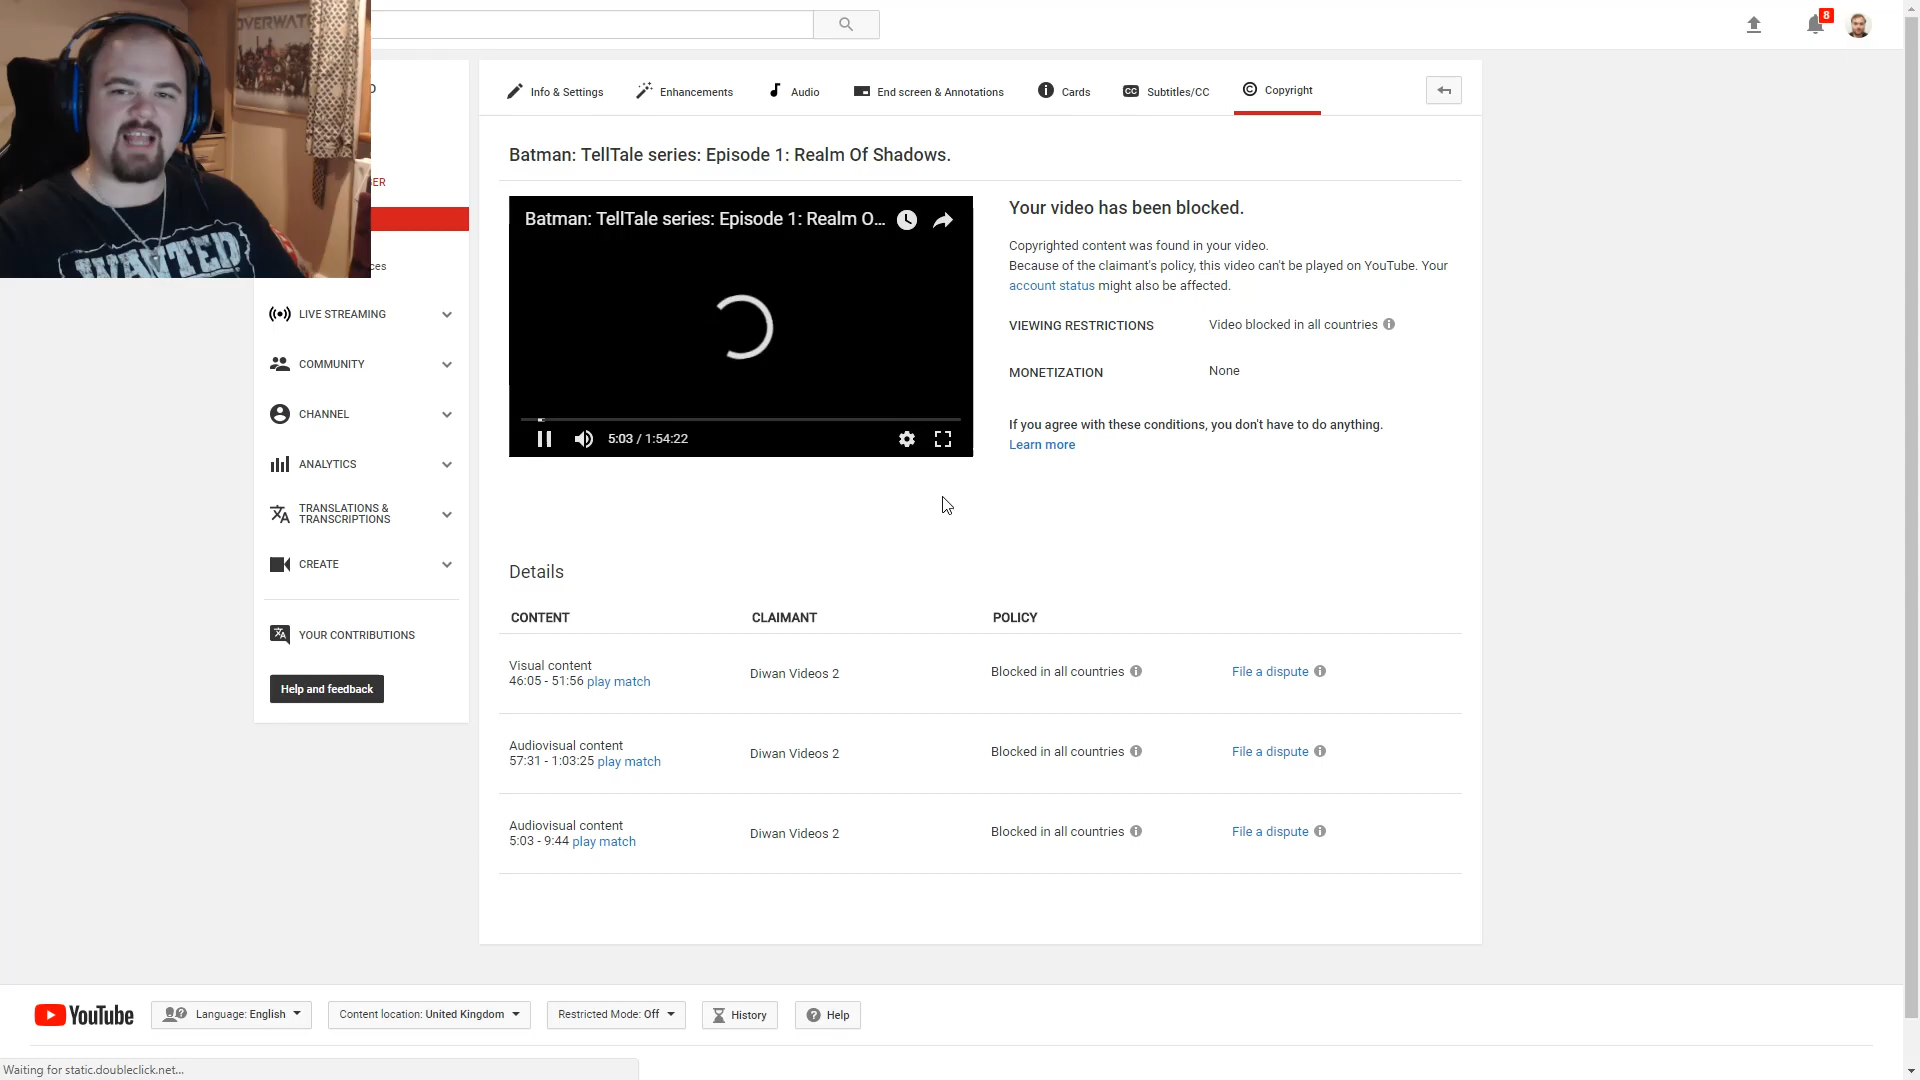 OVERWAT
WANTED
8
O
Info & Settings
Enhancements
Audio
End screen & Annotations
Cards
CC Subtitles/CC
© Copyright
Batman: TellTale series: Episode 1: Realm Of Shadows.
Batman: TellTale series: Episode 1: Realm O...
5:03 / 1:54:22
Your video has been blocked.
Copyrighted content was found in your video.
Because of the claimant's policy, this video can't be played on YouTube. Your
account status might also be affected.
VIEWING RESTRICTIONS Video blocked in all countries
MONETIZATION None
If you agree with these conditions, you don't have to do anything.
Learn more
GER
ces
LIVE STREAMING
COMMUNITY
CHANNEL
ANALYTICS
TRANSLATIONS &
TRANSCRIPTIONS
CREATE
YOUR CONTRIBUTIONS
Help and feedback
Details
CONTENT CLAIMANT POLICY
Visual content
46:05 - 51:56 play match
Diwan Videos 2
Blocked in all countries
File a dispute
Audiovisual content
57:31 - 1:03:25 play match
Diwan Videos 2
Blocked in all countries
File a dispute
Audiovisual content
5:03 - 9:44 play match
Diwan Videos 2
Blocked in all countries
File a dispute
YouTube
Language: English
Content location: United Kingdom
Restricted Mode: Off
History
Help
Waiting for static.doubleclick.net...